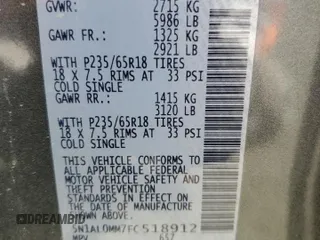 GVWR: 2715 KG
5986 LB
GAWR FR.: 1325 KG
2921 LB
WITH P235/65R18 TIRES
18 X 7.5 RIMS AT 33 PSI
COLD SINGLE
GAWR RR.: 1415 KG
3120 LB
WITH P235/65R18 TIRES
18 X 7.5 RIMS AT 33 PSI
COLD SINGLE
THIS VEHICLE CONFORMS TO
ALL APPLICABLE FEDERAL
MOTOR VEHICLE SAFETY AND
THEFT PREVENTION
STANDARDS IN EFFECT ON
THE DATE OF
MANUFACTURE SHOWN ABOVE.
5N1AL0MM7FC518912
MPV 657
DREAMBID